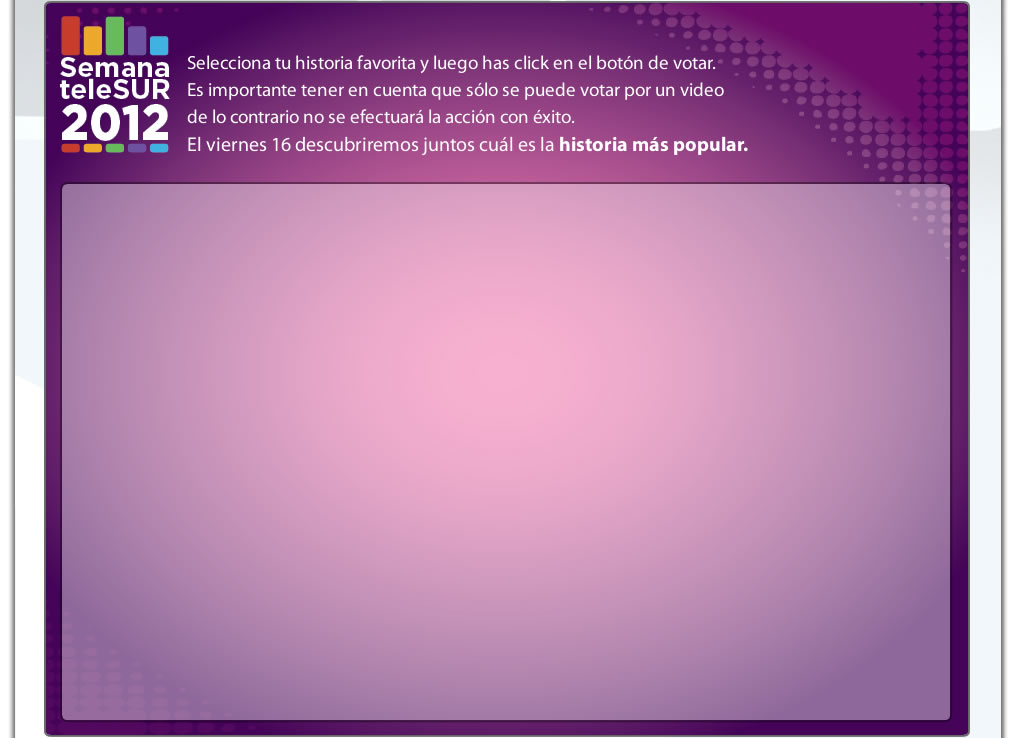 Semana
teleSUR
2012
Selecciona tu historia favorita y luego has click en el botón de votar.
Es importante tener en cuenta que sólo se puede votar por un video
de lo contrario no se efectuará la acción con éxito.
El viernes 16 descubriremos juntos cuál es la historia más popular.